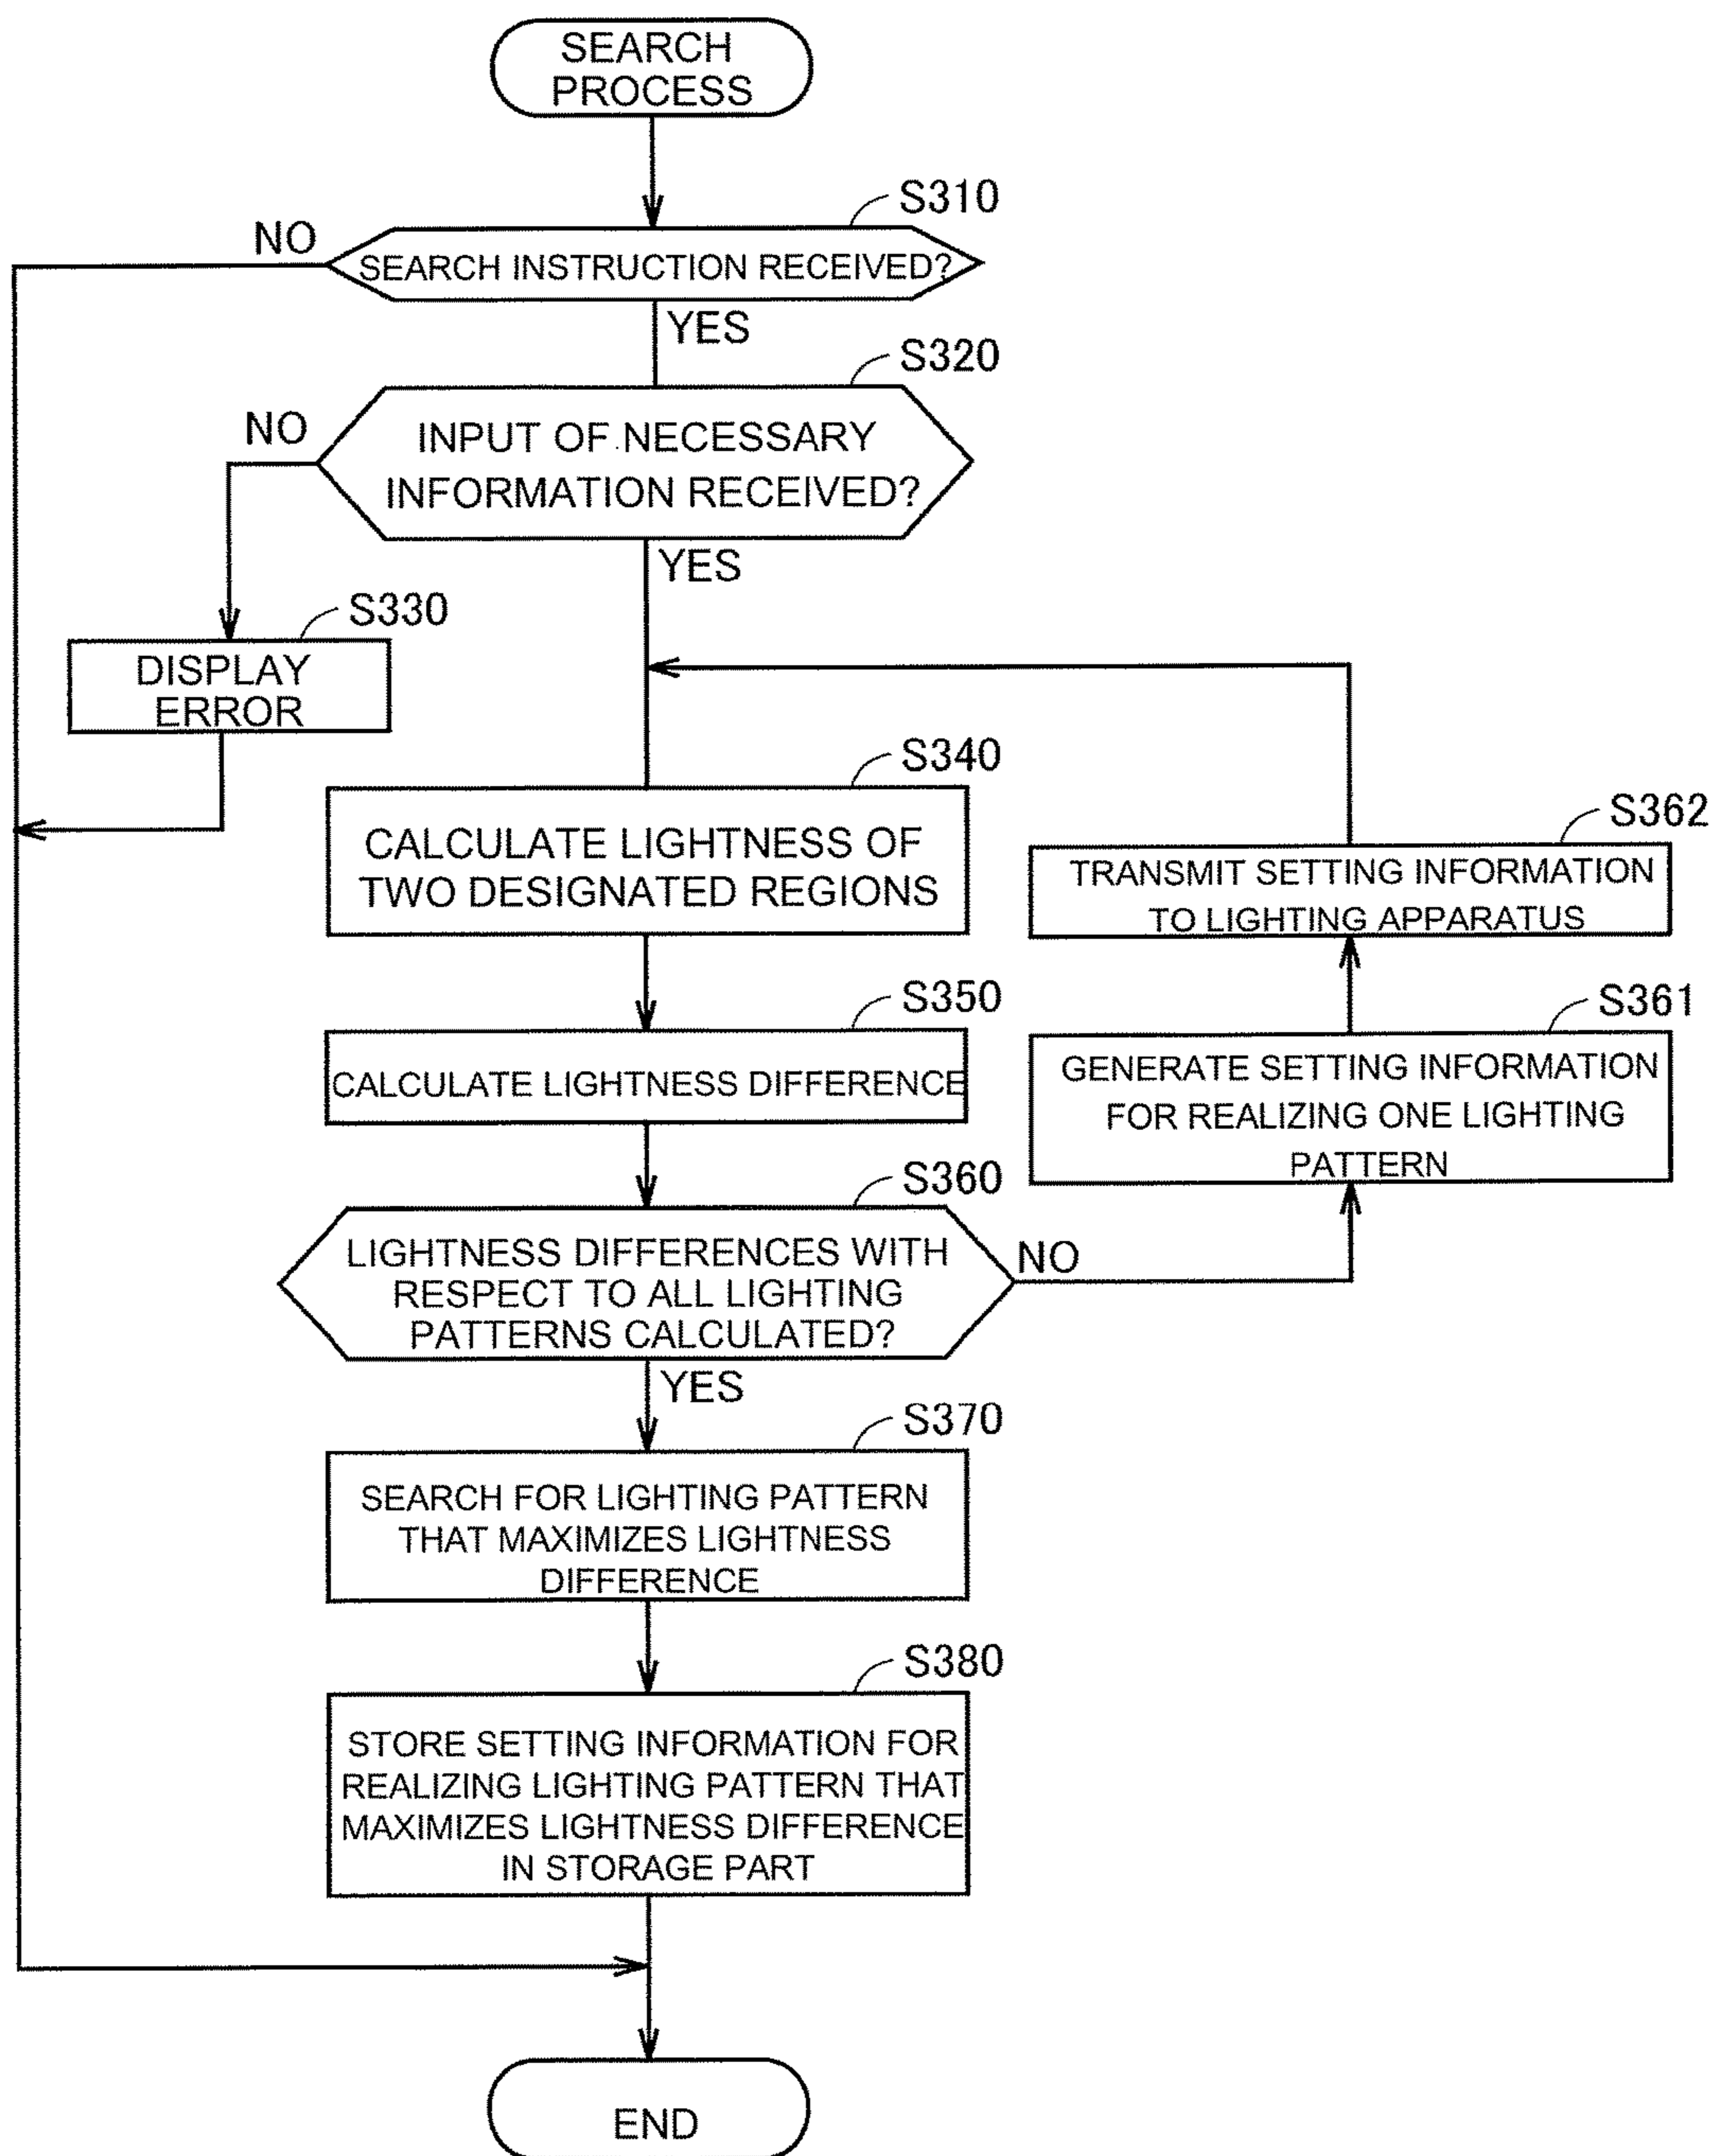 SEARCH
PROCESS
S310
NO
SEARCH INSTRUCTION RECEIVED?
YES
S320
NO
INPUT OF NECESSARY
INFORMATION RECEIVED?
YES
S330
DISPLAY
ERROR
S340
CALCULATE LIGHTNESS OF
TWO DESIGNATED REGIONS
S362
TRANSMIT SETTING INFORMATION
TO LIGHTING APPARATUS
S350
CALCULATE LIGHTNESS DIFFERENCE
S361
GENERATE SETTING INFORMATION
FOR REALIZING ONE LIGHTING
PATTERN
S360
LIGHTNESS DIFFERENCES WITH
RESPECT TO ALL LIGHTING
PATTERNS CALCULATED?
NO
YES
S370
SEARCH FOR LIGHTING PATTERN
THAT MAXIMIZES LIGHTNESS
DIFFERENCE
S380
STORE SETTING INFORMATION FOR
REALIZING LIGHTING PATTERN THAT
MAXIMIZES LIGHTNESS DIFFERENCE
IN STORAGE PART
END